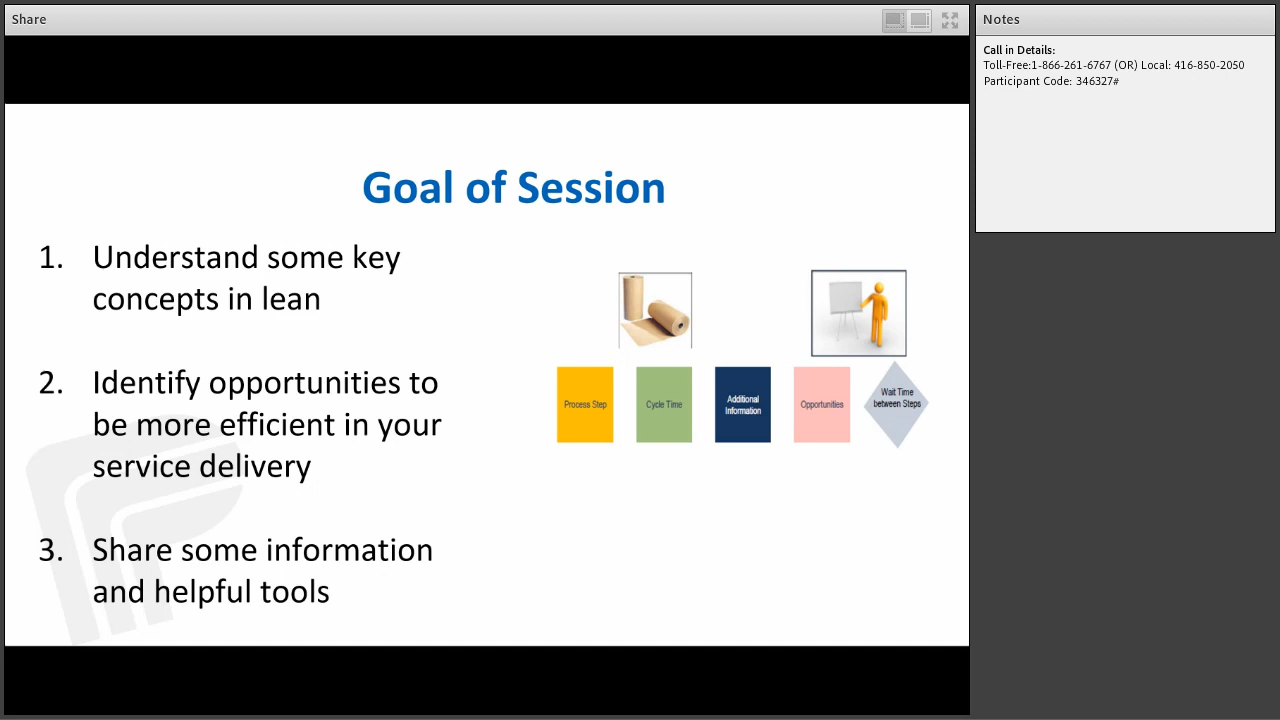 Share
Goal of Session
1. Understand some key
concepts in lean
2. Identify opportunities to
be more efficient in your
service delivery
3. Share some information
and helpful tools
Process Step
Cycle Time
Additional
Information
Opportunities
Wait Time
between Steps
Notes
Call in Details:
Toll-Free:1-866-261-6767 (OR) Local: 416-850-2050
Participant Code: 346327#